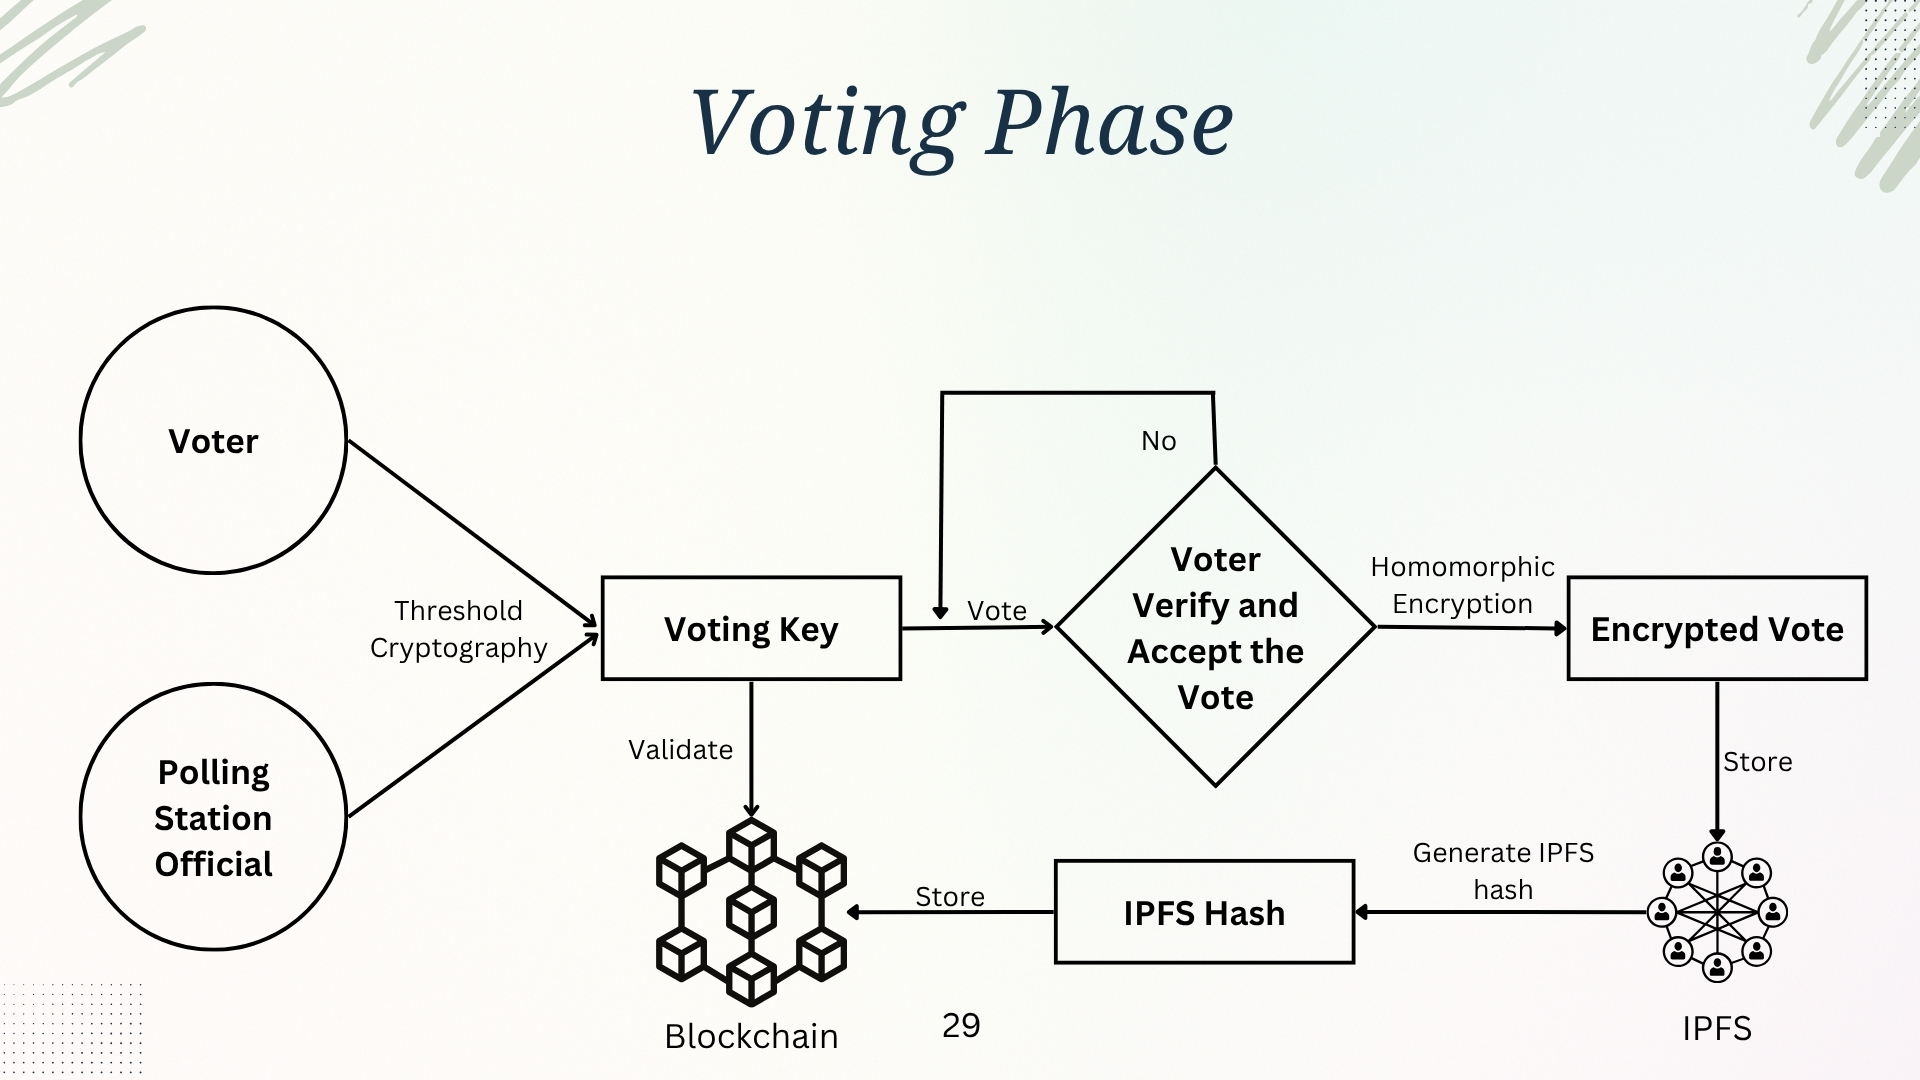 Voting Phase
Voter
Threshold
Cryptography
Polling
Station
Official
Voting Key
Validate
Vote
No
Voter
Verify and
Accept the
Vote
Homomorphic
Encryption
Encrypted Vote
Store
Generate IPFS
hash
IPFS
IPFS Hash
Store
Blockchain
29